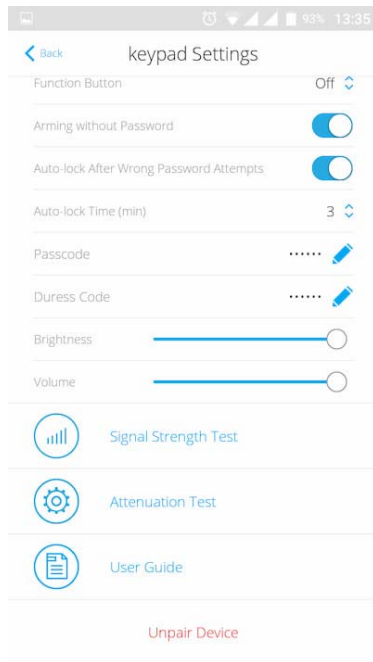 93% 13:35
Back keypad Settings
Function Button Off
Arming without Password
Auto-lock After Wrong Password Attempts
Auto-lock Time (min) 3
Passcode ······
Duress Code ······
Brightness
Volume
Signal Strength Test
Attenuation Test
User Guide
Unpair Device